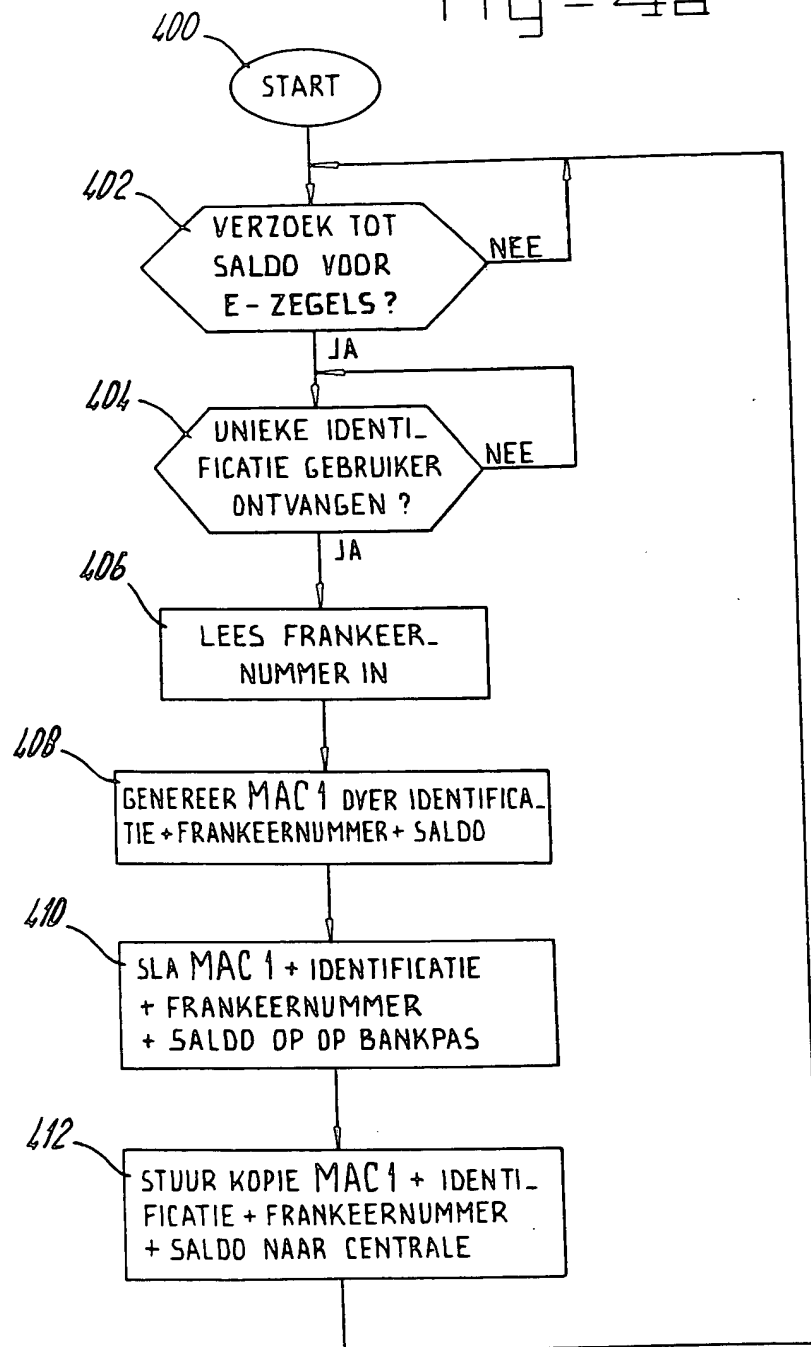 Fig - 4a
400
START
402
VERZOEK TOT
SALDO VOOR
E - ZEGELS ?
NEE
JA
404
UNIEKE IDENTI_
FICATIE GEBRUIKER
ONTVANGEN ?
NEE
JA
406
LEES FRANKEER_
NUMMER IN
408
GENEREER MAC 1 OVER IDENTIFICA_
TIE + FRANKEERNUMMER + SALDO
410
SLA MAC 1 + IDENTIFICATIE
+ FRANKEERNUMMER
+ SALDO OP OP BANKPAS
412
STUUR KOPIE MAC 1 + IDENTI_
FICATIE + FRANKEERNUMMER
+ SALDO NAAR CENTRALE